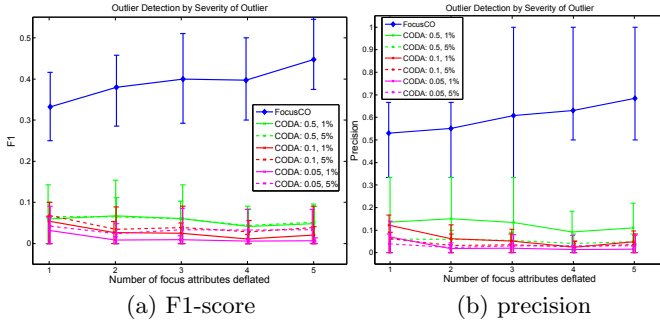 Outlier Detection by Severity of Outlier
0.5
0.4
0.3
0.2
0.1
0
F1
FocusCO
CODA: 0.5, 1%
CODA: 0.5, 5%
CODA: 0.1, 1%
CODA: 0.1, 5%
CODA: 0.05, 1%
CODA: 0.05, 5%
1 2 3 4 5
Number of focus attributes deflated
(a) F1-score
Outlier Detection by Severity of Outlier
1
0.9
0.8
0.7
0.6
0.5
0.4
0.3
0.2
0.1
0
Precision
FocusCO
CODA: 0.5, 1%
CODA: 0.5, 5%
CODA: 0.1, 1%
CODA: 0.1, 5%
CODA: 0.05, 1%
CODA: 0.05, 5%
1 2 3 4 5
Number of focus attributes deflated
(b) precision